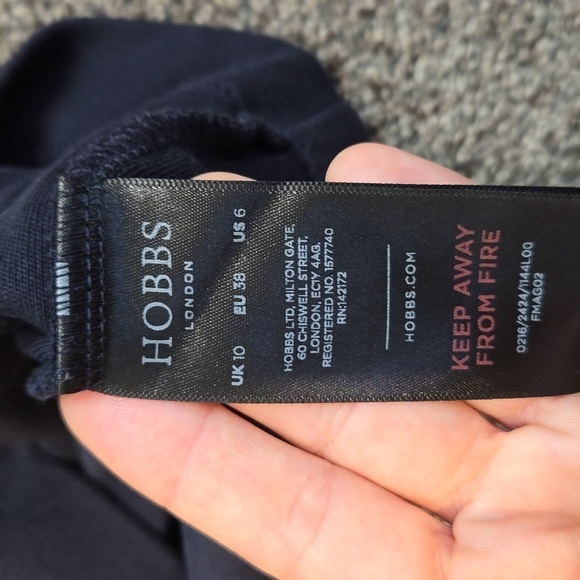 HOBBS
LONDON
UK 10 EU 38 US 6
HOBBS LTD, MILTON GATE,
60 CHISWELL STREET,
LONDON, EC1Y 4AG.
REGISTERED NO. 1577740
RN:142172
HOBBS.COM
KEEP AWAY
FROM FIRE
0216/2424/1144L00
FMAG02